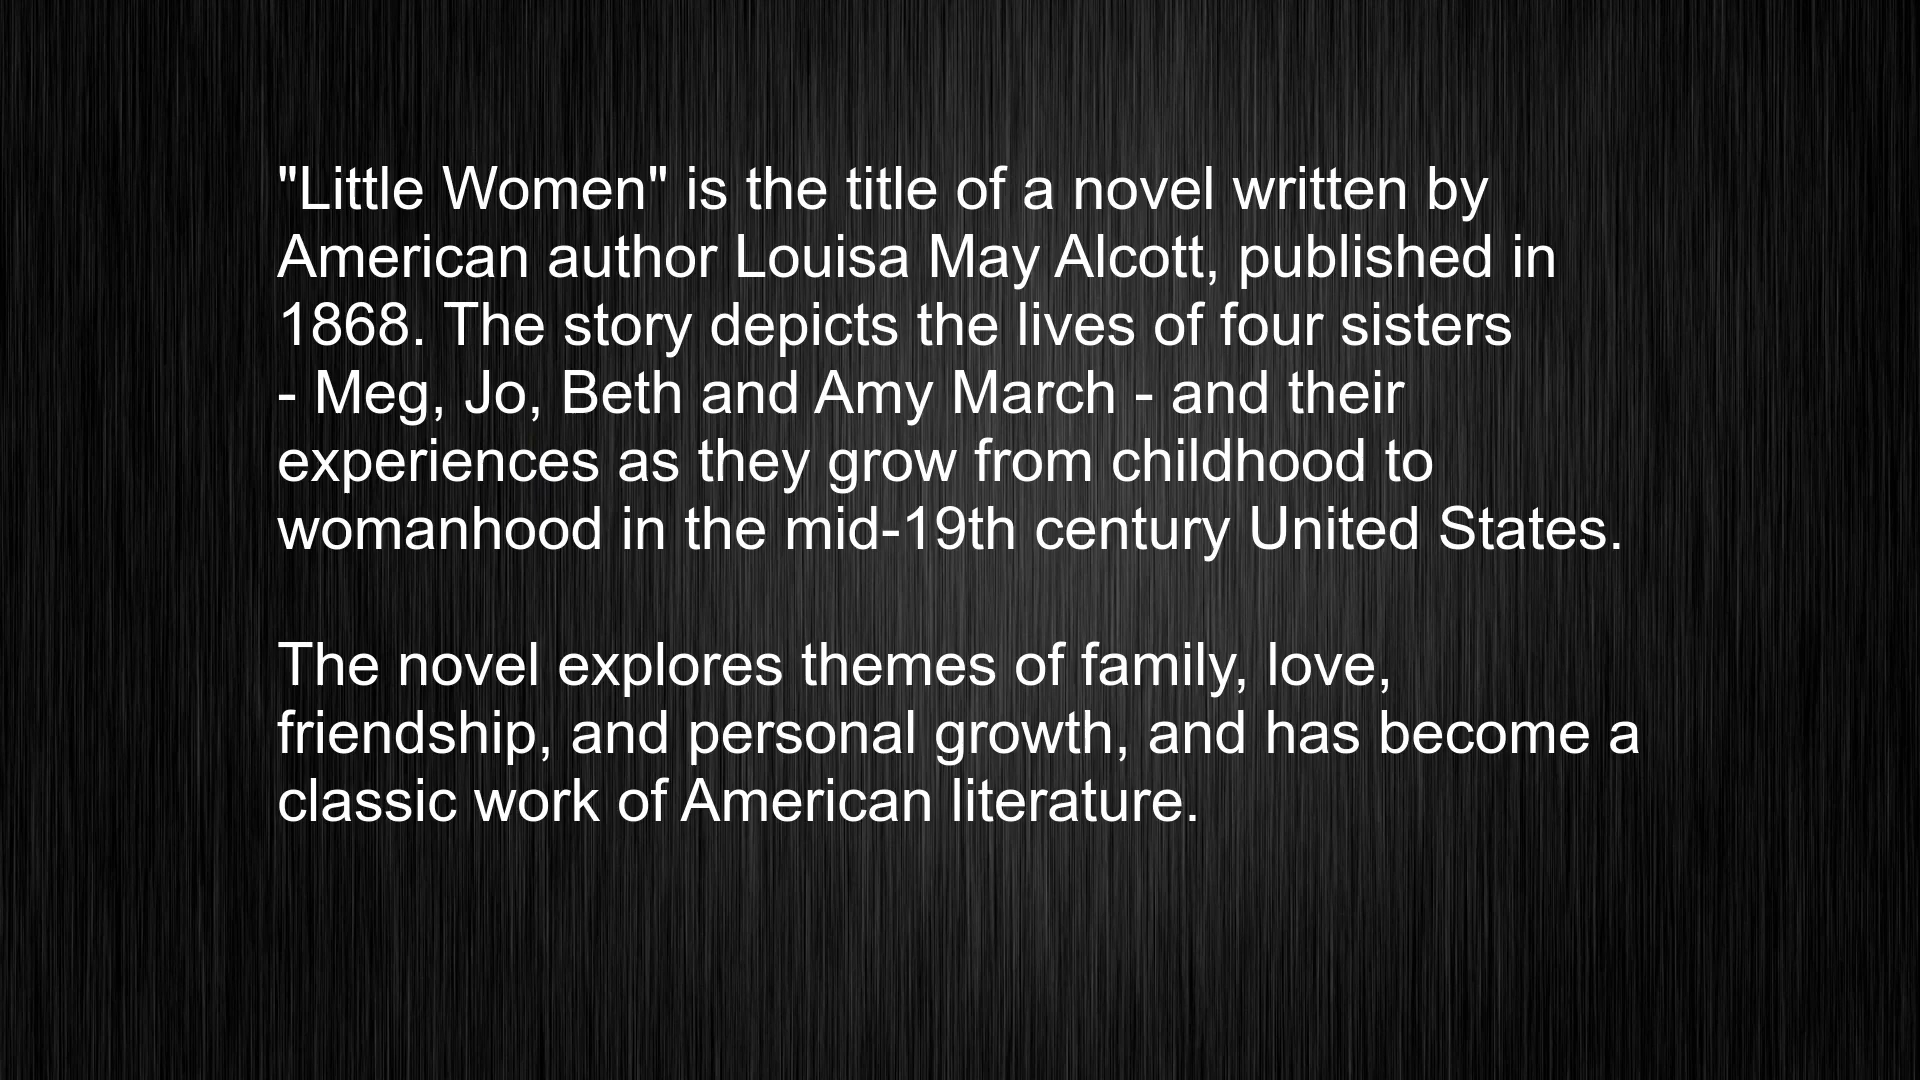 "Little Women" is the title of a novel written by
American author Louisa May Alcott, published in
1868. The story depicts the lives of four sisters
- Meg, Jo, Beth and Amy March - and their
experiences as they grow from childhood to
womanhood in the mid-19th century United States.
The novel explores themes of family, love,
friendship, and personal growth, and has become a
classic work of American literature.